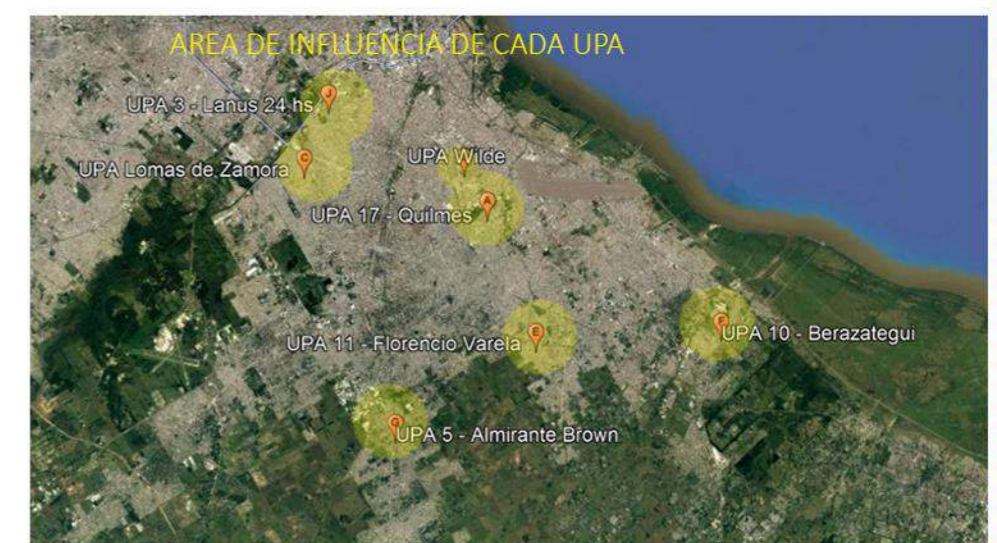 AREA DE INFLUENCIA DE CADA UPA
J
UPA 3 - Lanus 24 hs
C
UPA Lomas de Zamora
UPA Wilde
A
UPA 17 - Quilmes
E
UPA 11 - Florencio Varela
F
UPA 10 - Berazategui
G
UPA 5 - Almirante Brown